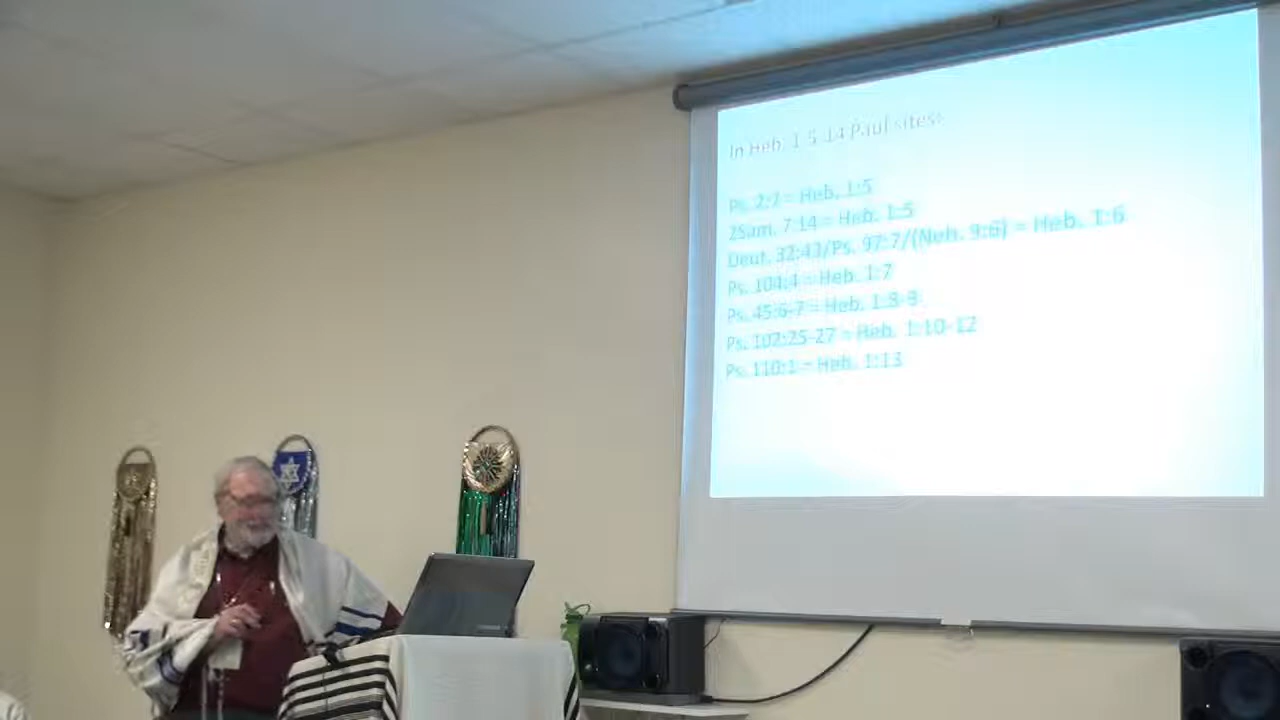 In Heb. 1 5-14 Paul sites:
Ps. 2:7 = Heb. 1:5
2Sam. 7:14 = Heb. 1:5
Deut. 32:43/Ps. 97:7/(Neh. 9:6) = Heb. 1:6
Ps. 104:4 = Heb. 1:7
Ps. 45:6-7 = Heb. 1:8-9
Ps. 102:25-27 = Heb. 1:10-12
Ps. 110:1 = Heb. 1:13